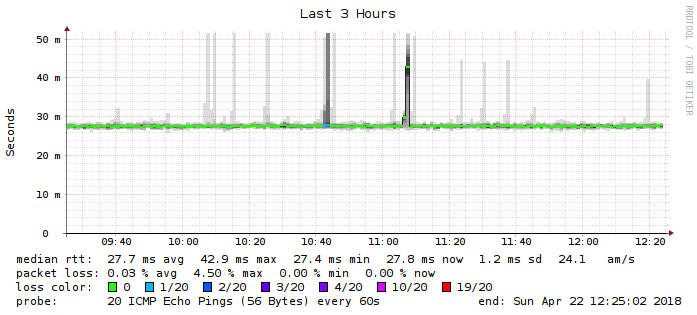 Last 3 Hours
RRDTOOL / TOBI OETIKER
Seconds
50 m
40 m
30 m
20 m
10 m
0
09:40 10:00 10:20 10:40 11:00 11:20 11:40 12:00 12:20
median rtt: 27.7 ms avg 42.9 ms max 27.4 ms min 27.8 ms now 1.2 ms sd 24.1 am/s
packet loss: 0.03 % avg 4.50 % max 0.00 % min 0.00 % now
loss color: 0 1/20 2/20 3/20 4/20 10/20 19/20
probe: 20 ICMP Echo Pings (56 Bytes) every 60s end: Sun Apr 22 12:25:02 2018